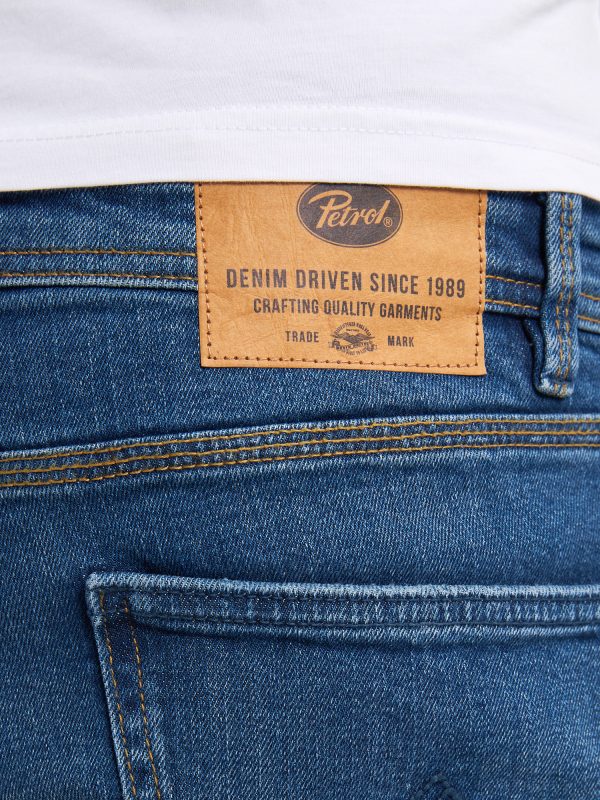 Petrol®
DENIM DRIVEN SINCE 1989
CRAFTING QUALITY GARMENTS
TRADE MARK